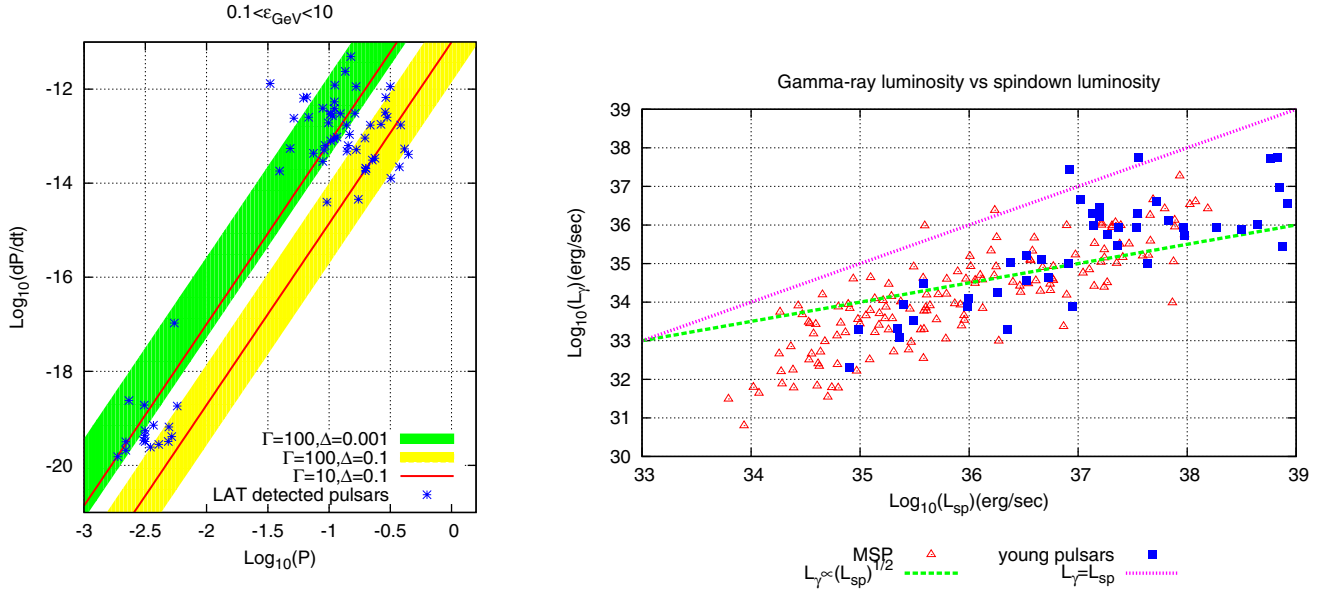 0.1<ε_GeV<10
Log₁₀(dP/dt)
-12
-14
-16
-18
-20
Γ=100,Δ=0.001
Γ=100,Δ=0.1
Γ=10,Δ=0.1
LAT detected pulsars
-3
-2.5
-2
-1.5
-1
-0.5
0
Log₁₀(P)
Gamma-ray luminosity vs spindown luminosity
Log₁₀(Lγ)(erg/sec)
39
38
37
36
35
34
33
32
31
30
33
34
35
36
37
38
39
Log₁₀(L_sp)(erg/sec)
MSP
young pulsars
Lγ∝(L_sp)^1/2
Lγ=L_sp